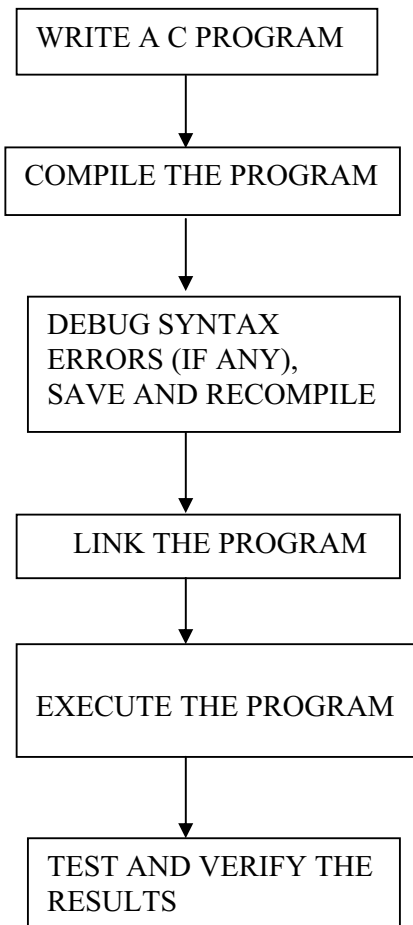 WRITE A C PROGRAM
COMPILE THE PROGRAM
DEBUG SYNTAX
ERRORS (IF ANY),
SAVE AND RECOMPILE
LINK THE PROGRAM
EXECUTE THE PROGRAM
TEST AND VERIFY THE
RESULTS